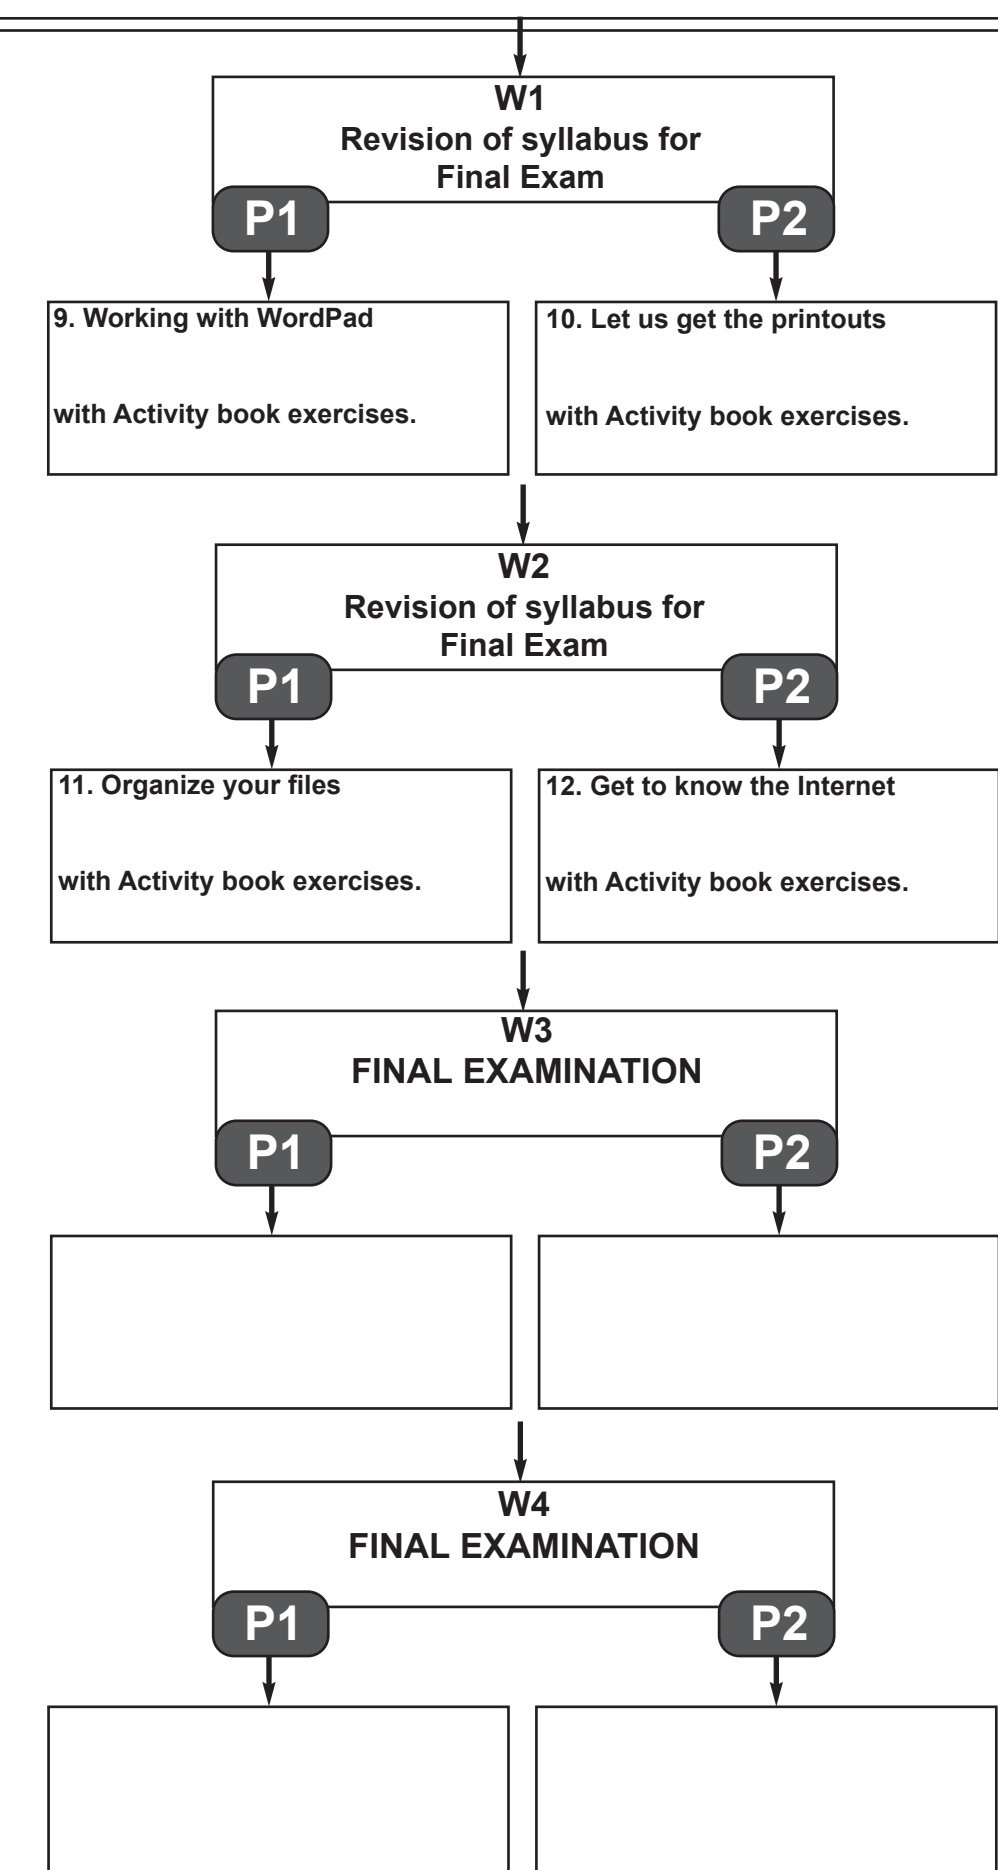 W1
Revision of syllabus for
Final Exam
P1
P2
9. Working with WordPad
with Activity book exercises.
10. Let us get the printouts
with Activity book exercises.
W2
Revision of syllabus for
Final Exam
P1
P2
11. Organize your files
with Activity book exercises.
12. Get to know the Internet
with Activity book exercises.
W3
FINAL EXAMINATION
P1
P2
W4
FINAL EXAMINATION
P1
P2